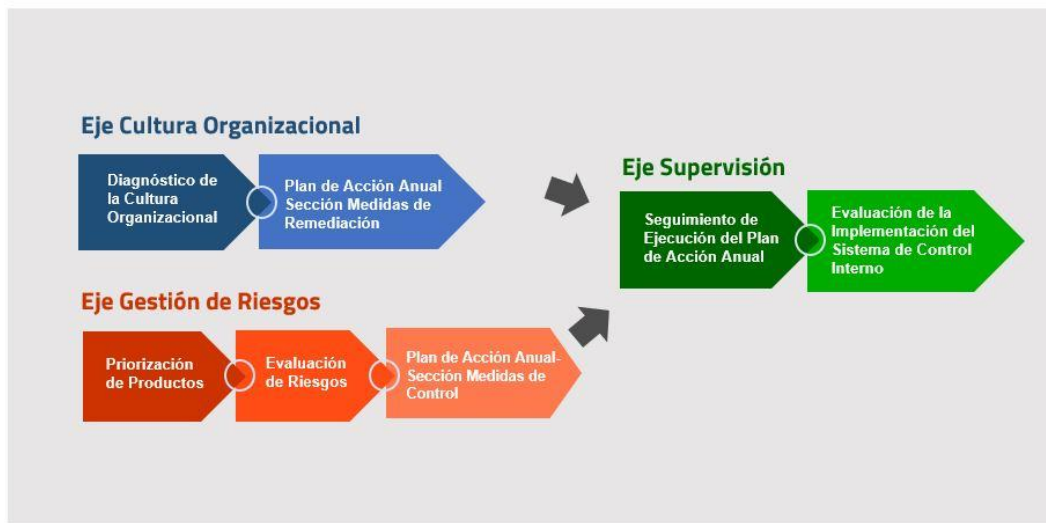 Eje Cultura Organizacional
Diagnóstico de
la Cultura
Organizacional
Plan de Acción Anual
Sección Medidas de
Remediación
Eje Gestión de Riesgos
Priorización
de Productos
Evaluación
de Riesgos
Plan de Acción Anual-
Sección Medidas de
Control
Eje Supervisión
Seguimiento de
Ejecución del Plan
de Acción Anual
Evaluación de la
Implementación del
Sistema de Control
Interno